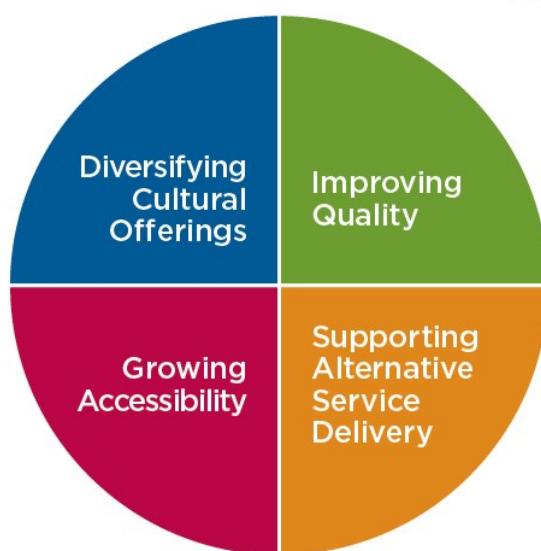 Diversifying
Cultural
Offerings
Improving
Quality
Growing
Accessibility
Supporting
Alternative
Service
Delivery